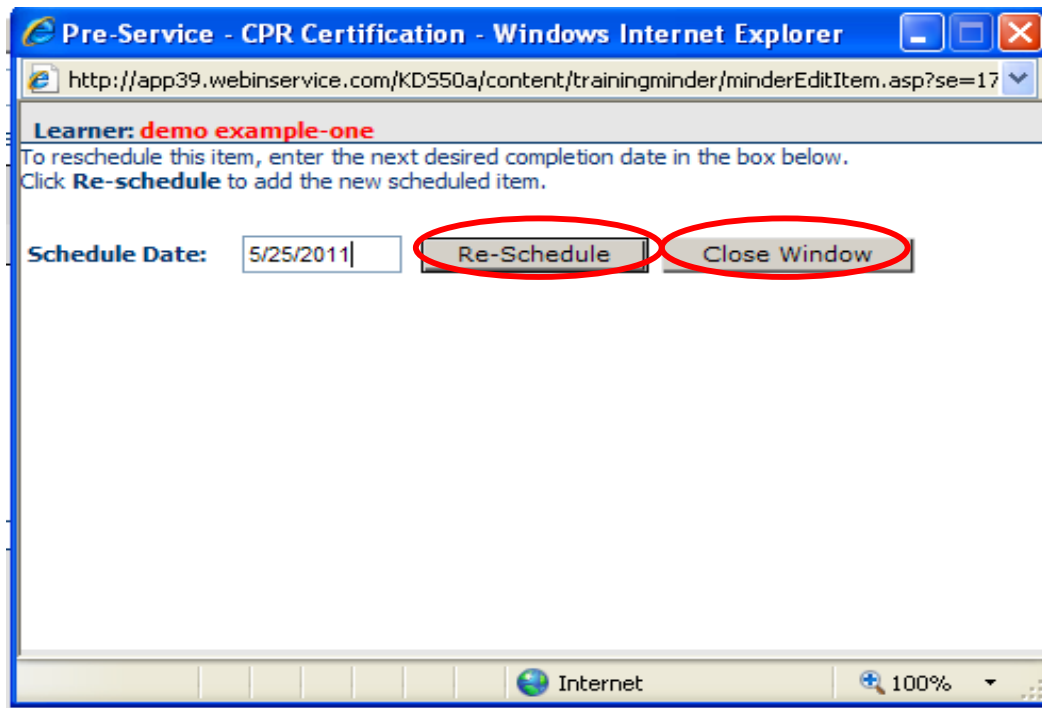 Pre-Service - CPR Certification - Windows Internet Explorer
http://app39.webinservice.com/KDS50a/content/trainingminder/minderEditItem.asp?se=17
Learner: demo example-one
To reschedule this item, enter the next desired completion date in the box below.
Click Re-schedule to add the new scheduled item.
Schedule Date: 5/25/2011 Re-Schedule Close Window
Internet 100%